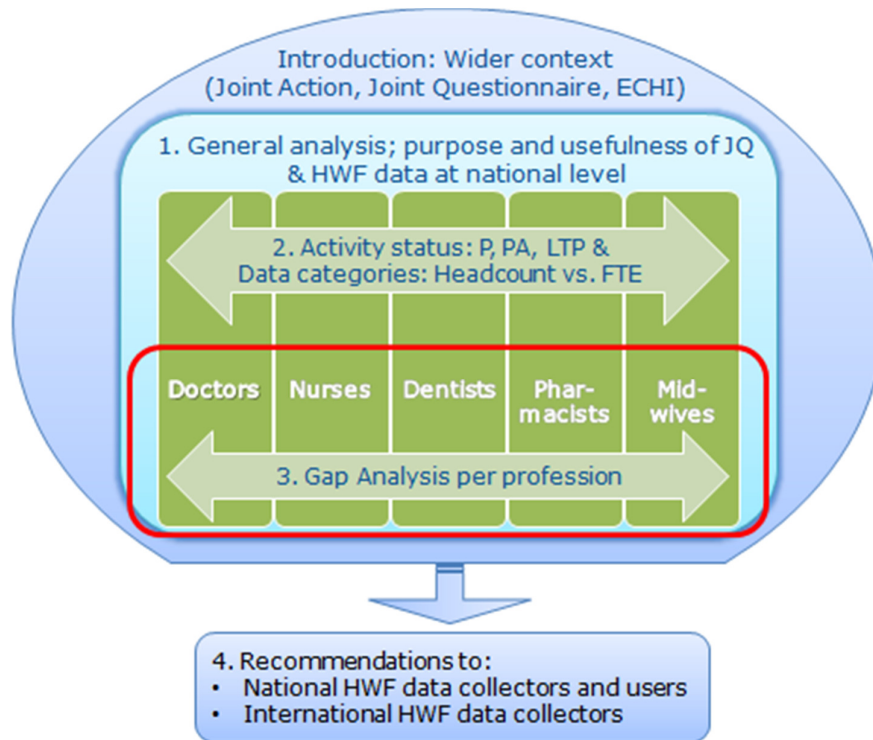 Introduction: Wider context
(Joint Action, Joint Questionnaire, ECHI)
1. General analysis; purpose and usefulness of JQ
& HWF data at national level
2. Activity status: P, PA, LTP &
Data categories: Headcount vs. FTE
Doctors
Nurses
Dentists
Phar-
macists
Mid-
wives
3. Gap Analysis per profession
4. Recommendations to:
• National HWF data collectors and users
• International HWF data collectors